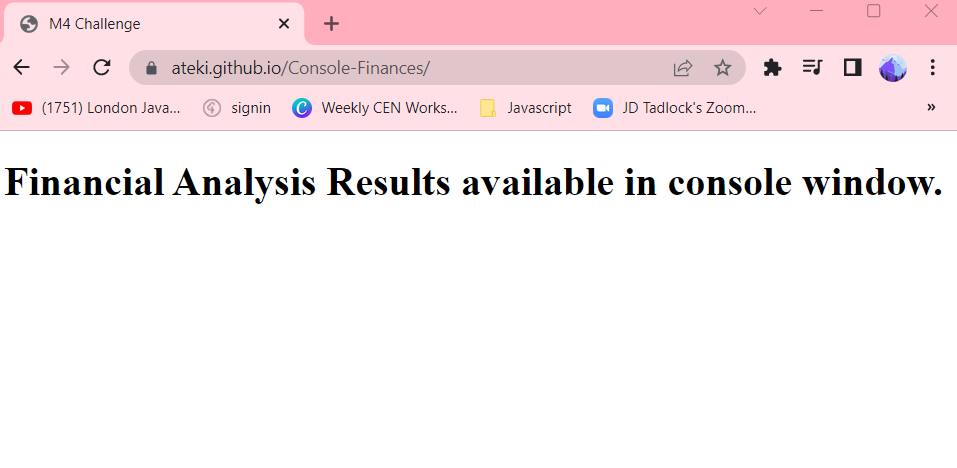 M4 Challenge
ateki.github.io/Console-Finances/
(1751) London Java... signin Weekly CEN Works... Javascript JD Tadlock's Zoom... »
Financial Analysis Results available in console window.